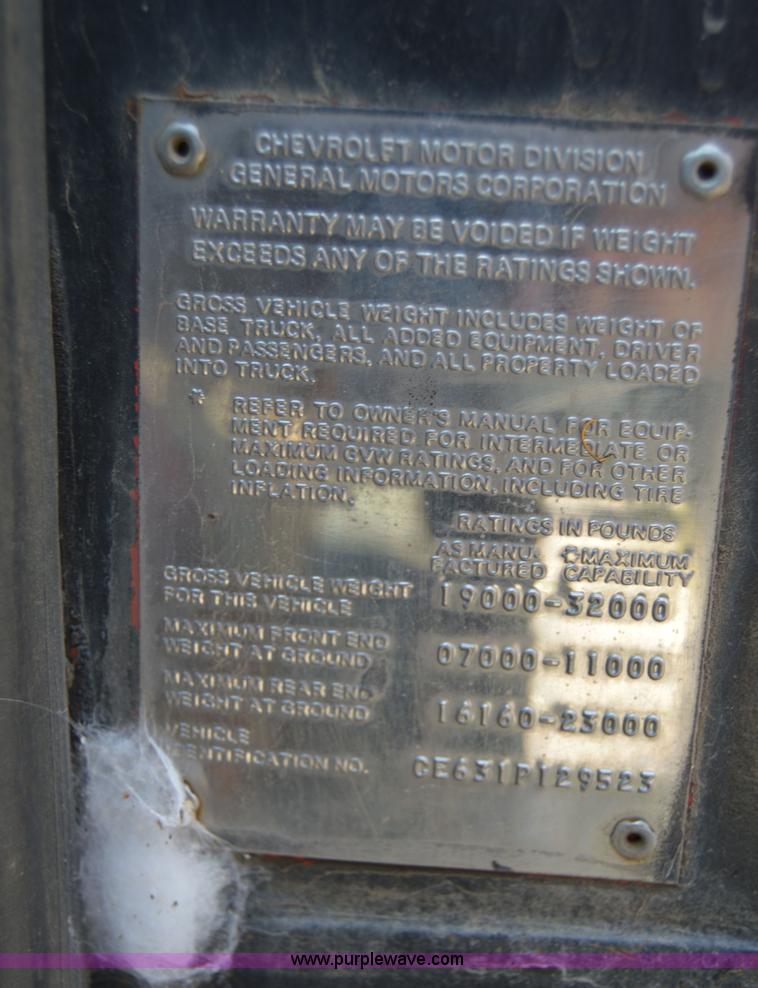 CHEVROLET MOTOR DIVISION
GENERAL MOTORS CORPORATION
WARRANTY MAY BE VOIDED IF WEIGHT
EXCEEDS ANY OF THE RATINGS SHOWN.
GROSS VEHICLE WEIGHT INCLUDES WEIGHT OF
BASE TRUCK, ALL ADDED EQUIPMENT, DRIVER
AND PASSENGERS, AND ALL PROPERTY LOADED
INTO TRUCK.
* REFER TO OWNER'S MANUAL FOR EQUIP-
MENT REQUIRED FOR INTERMEDIATE OR
MAXIMUM GVW RATINGS, AND FOR OTHER
LOADING INFORMATION, INCLUDING TIRE
INFLATION.
RATINGS IN POUNDS
AS MANU- *MAXIMUM
FACTURED CAPABILITY
GROSS VEHICLE WEIGHT
FOR THIS VEHICLE 19000-32000
MAXIMUM FRONT END
WEIGHT AT GROUND 07000-11000
MAXIMUM REAR END
WEIGHT AT GROUND 16160-23000
VEHICLE
IDENTIFICATION NO. CE631P129523
www.purplewave.com